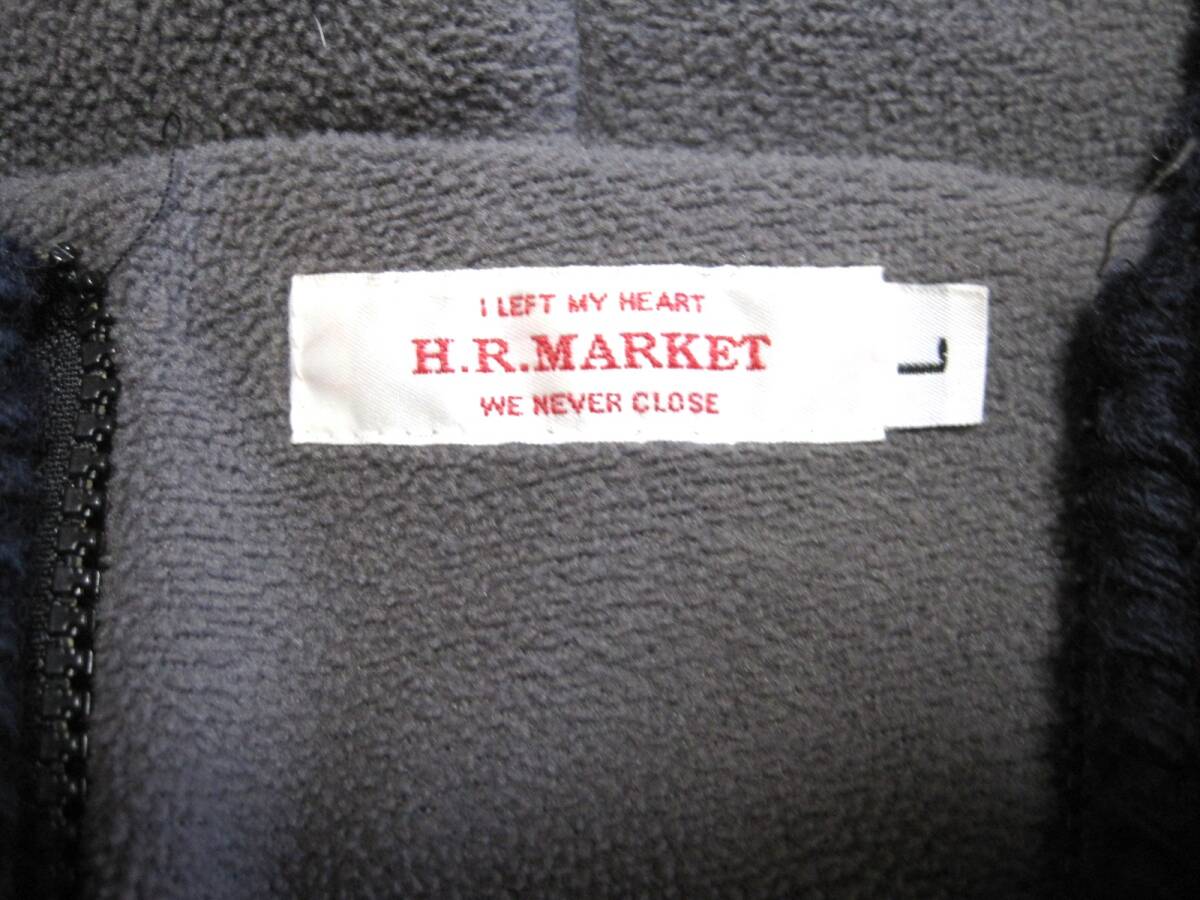 I LEFT MY HEART
H.R.MARKET
WE NEVER CLOSE
L